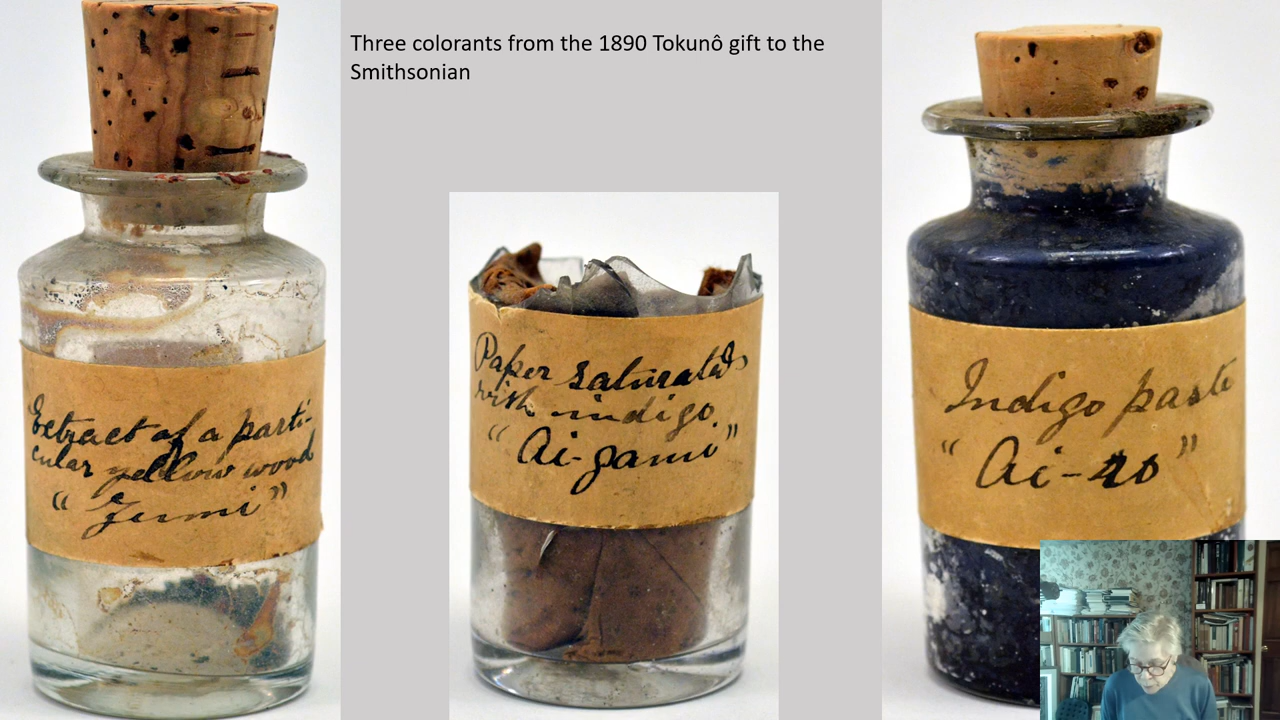 Three colorants from the 1890 Tokunô gift to the
Smithsonian
Extract of a parti-
cular yellow wood
"Zumi"
Paper saturated
with indigo
"Ai-gami"
Indigo paste
"Ai-ro"